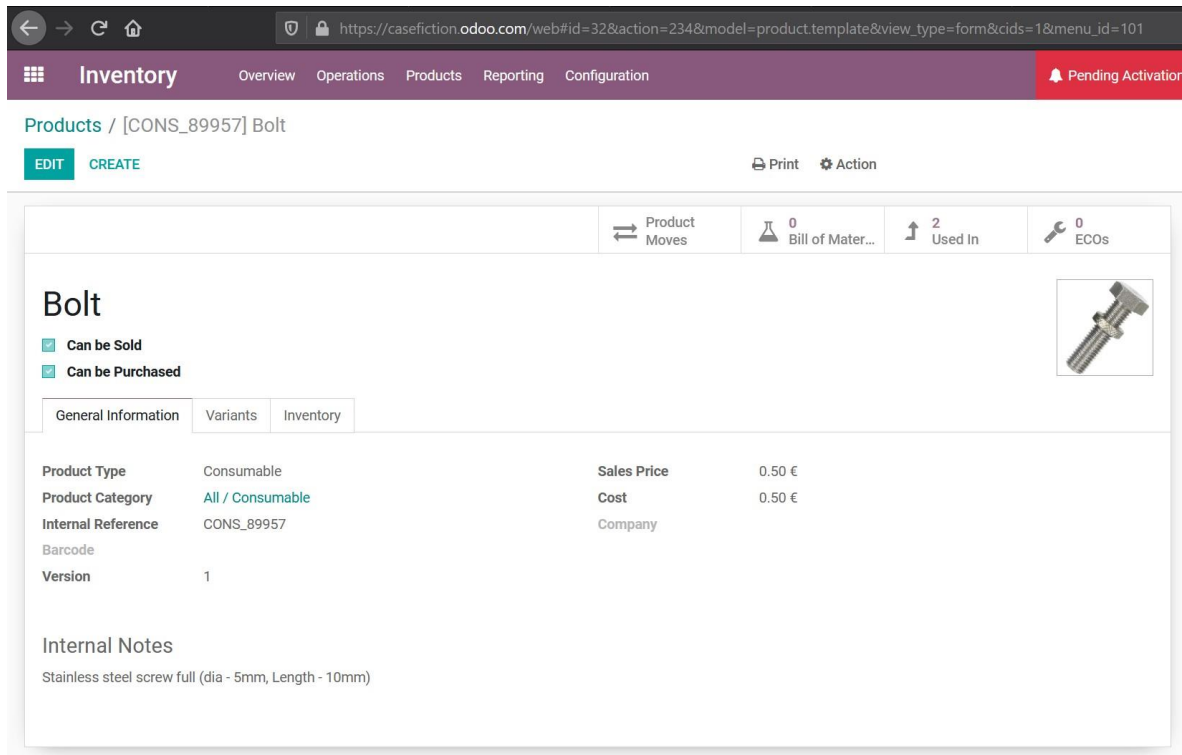 https://casefiction.odoo.com/web#id=32&action=234&model=product.template&view_type=form&cids=1&menu_id=101
Inventory Overview Operations Products Reporting Configuration Pending Activation
Products / [CONS_89957] Bolt
EDIT CREATE Print Action
Product Moves
0 Bill of Mater...
2 Used In
0 ECOs
Bolt
Can be Sold
Can be Purchased
General Information Variants Inventory
Product Type Consumable Sales Price 0.50 €
Product Category All / Consumable Cost 0.50 €
Internal Reference CONS_89957 Company
Barcode
Version 1
Internal Notes
Stainless steel screw full (dia - 5mm, Length - 10mm)